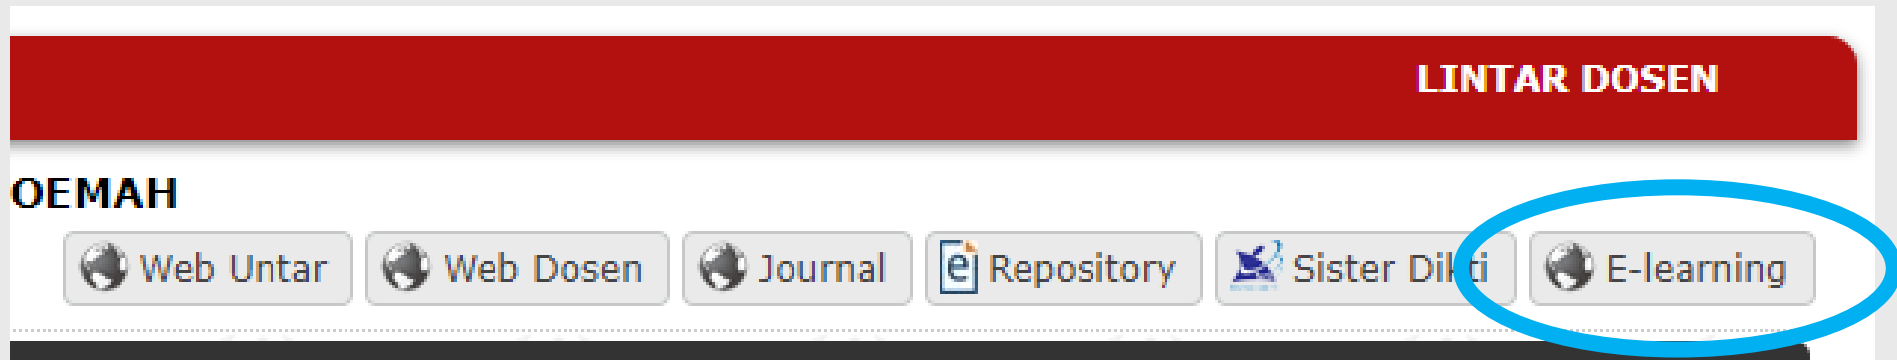 LINTAR DOSEN
OEMAH
Web Untar Web Dosen Journal Repository Sister Dikti E-learning